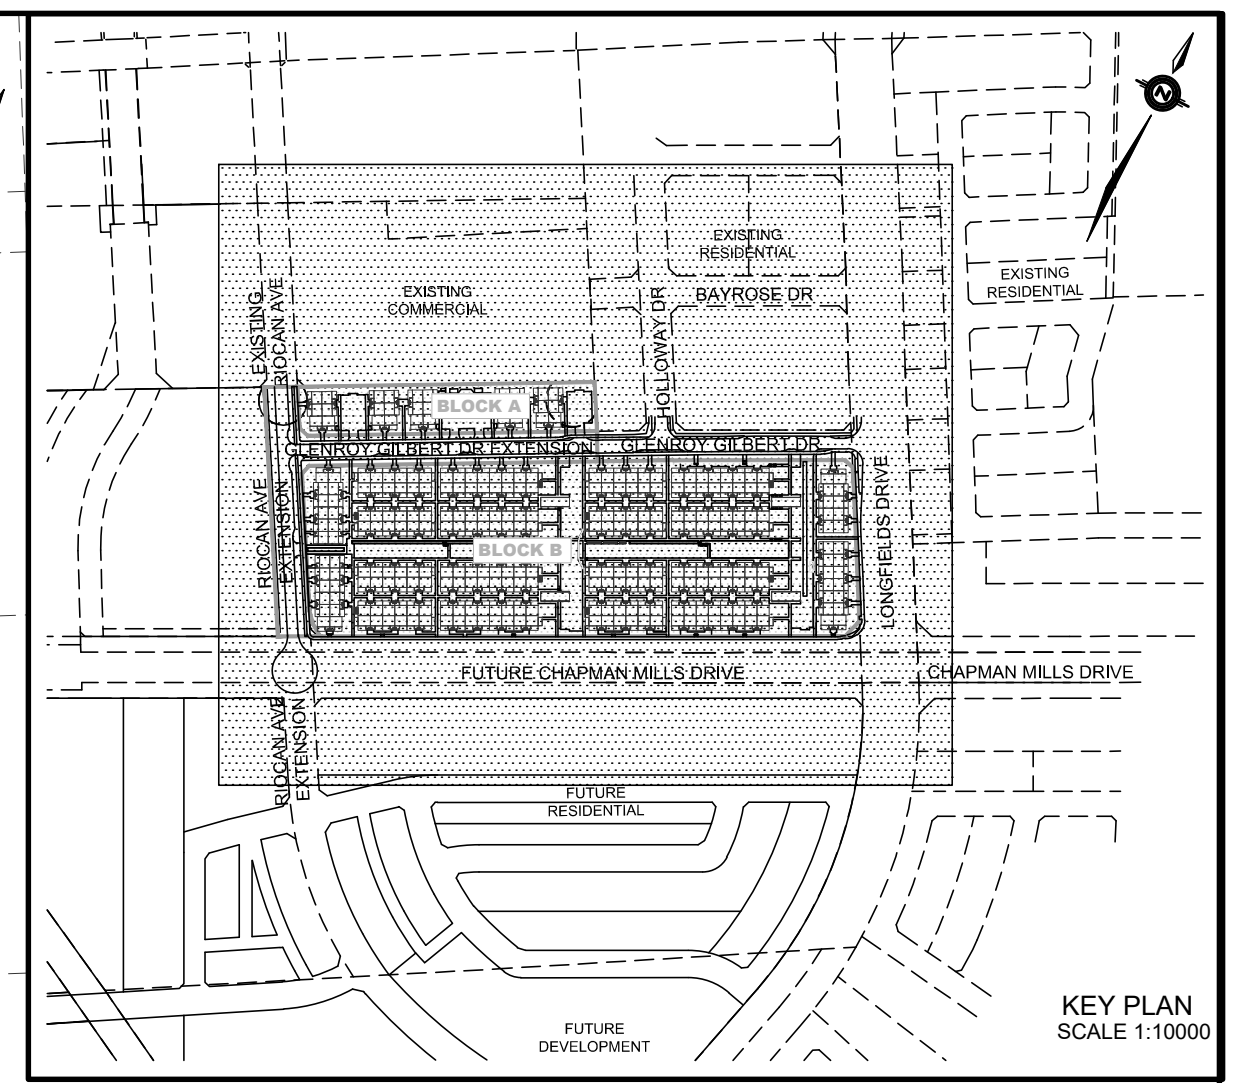 N
EXISTING
RESIDENTIAL
EXISTING
RESIDENTIAL
EXISTING
COMMERCIAL
BAYROSE DR
EXISTING
RIOCAN AVE
HOLLOWAY DR
BLOCK A
GLENROY GILBERT DR EXTENSION
GLENROY GILBERT DR
RIOCAN AVE
EXTENSION
BLOCK B
LONGFIELDS DRIVE
FUTURE CHAPMAN MILLS DRIVE
CHAPMAN MILLS DRIVE
RIOCAN AVE
EXTENSION
FUTURE
RESIDENTIAL
FUTURE
DEVELOPMENT
KEY PLAN
SCALE 1:10000